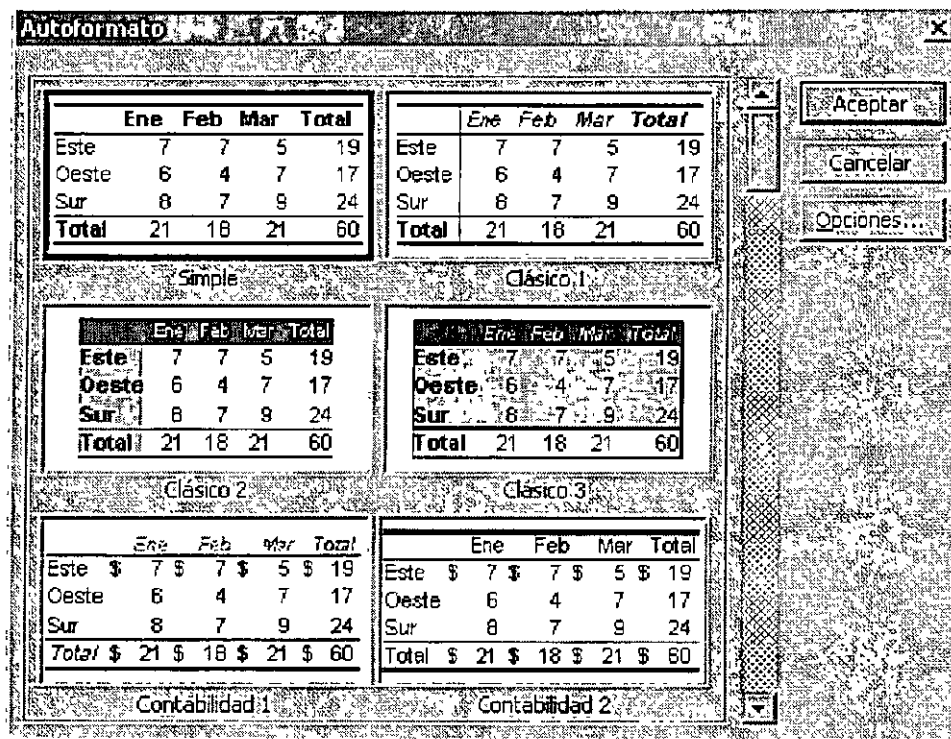 Autoformato
Ene Feb Mar Total
Este 7 7 5 19
Oeste 6 4 7 17
Sur 8 7 9 24
Total 21 18 21 60
Simple
Ene Feb Mar Total
Este 7 7 5 19
Oeste 6 4 7 17
Sur 8 7 9 24
Total 21 18 21 60
Clásico 1
Aceptar
Cancelar
Opciones...
Ene Feb Mar Total
Este 7 7 5 19
Oeste 6 4 7 17
Sur 8 7 9 24
Total 21 18 21 60
Clásico 2
Ene Feb Mar Total
Este 7 7 5 19
Oeste 6 4 7 17
Sur 8 7 9 24
Total 21 18 21 60
Clásico 3
Ene Feb Mar Total
Este $ 7 $ 7 $ 5 $ 19
Oeste 6 4 7 17
Sur 8 7 9 24
Total $ 21 $ 18 $ 21 $ 60
Contabilidad 1
Ene Feb Mar Total
Este $ 7 $ 7 $ 5 $ 19
Oeste 6 4 7 17
Sur 8 7 9 24
Total $ 21 $ 18 $ 21 $ 60
Contabilidad 2